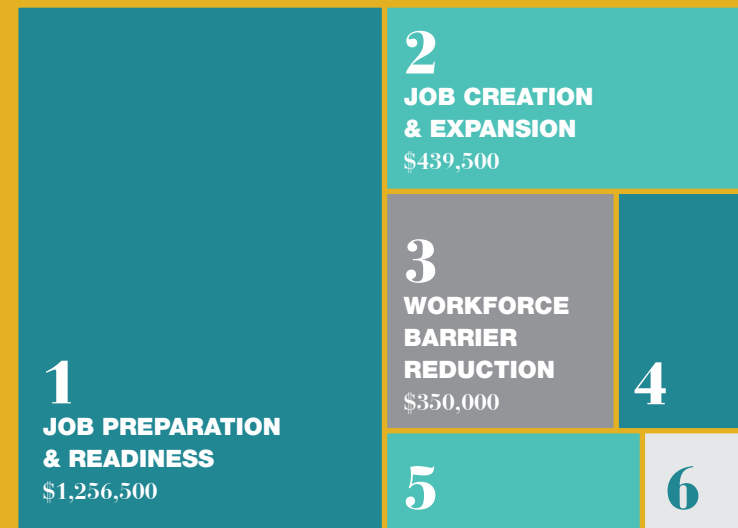 1
JOB PREPARATION
& READINESS
$1,256,500
2
JOB CREATION
& EXPANSION
$439,500
3
WORKFORCE
BARRIER
REDUCTION
$350,000
4
5
6